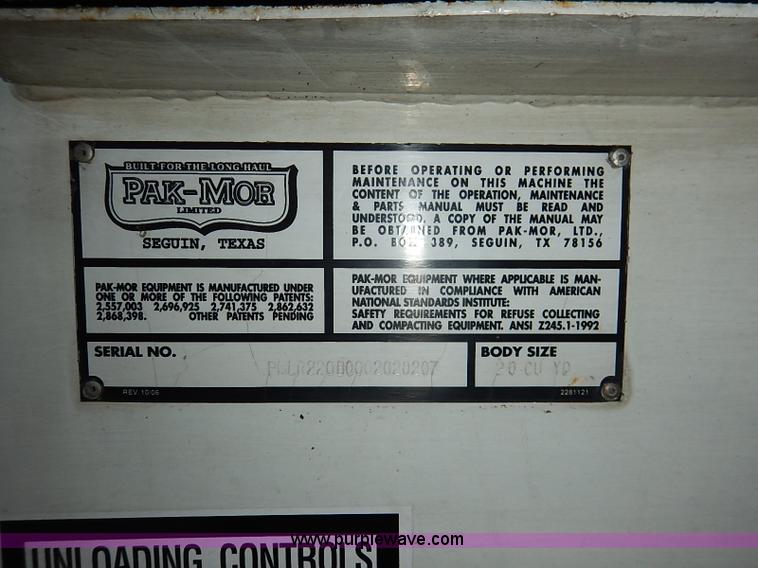 BUILT FOR THE LONG HAUL
PAK-MOR
LIMITED
SEGUIN, TEXAS
BEFORE OPERATING OR PERFORMING
MAINTENANCE ON THIS MACHINE THE
CONTENT OF THE OPERATION, MAINTENANCE
& PARTS MANUAL MUST BE READ AND
UNDERSTOOD. A COPY OF THE MANUAL MAY
BE OBTAINED FROM PAK-MOR, LTD.,
P.O. BOX 389, SEGUIN, TX 78156
PAK-MOR EQUIPMENT IS MANUFACTURED UNDER
ONE OR MORE OF THE FOLLOWING PATENTS:
2,557,003 2,696,925 2,741,375 2,862,632
2,868,398. OTHER PATENTS PENDING
PAK-MOR EQUIPMENT WHERE APPLICABLE IS MAN-
UFACTURED IN COMPLIANCE WITH AMERICAN
NATIONAL STANDARDS INSTITUTE:
SAFETY REQUIREMENTS FOR REFUSE COLLECTING
AND COMPACTING EQUIPMENT. ANSI Z245.1-1992
SERIAL NO.
BODY SIZE
20 CU YD
REV 10/06
2281121
UNLOADING CONTROLS
www.purplewave.com